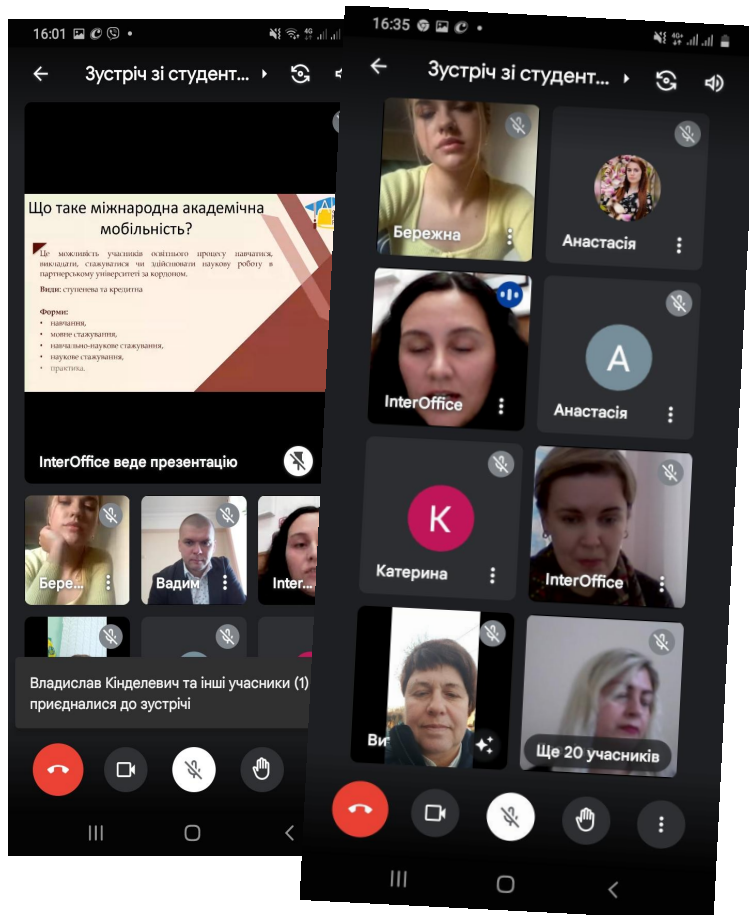 16:01
4G
Зустріч зі студент...
Що таке міжнародна академічна
мобільність?
Це можливість учасників освітнього процесу навчатися,
викладати, стажуватися чи здійснювати наукову роботу в
партнерському університеті за кордоном.
Види: ступенева та кредитна
Форми:
• навчання,
• мовне стажування,
• навчально-наукове стажування,
• наукове стажування,
• практика.
InterOffice веде презентацію
Бере...
Вадим
Inter...
Владислав Кінделевич та інші учасники (1)
приєдналися до зустрічі
16:35
4G+
Зустріч зі студент...
Бережна
Анастасія
InterOffice
А
Анастасія
К
Катерина
InterOffice
Ви
Ще 20 учасників